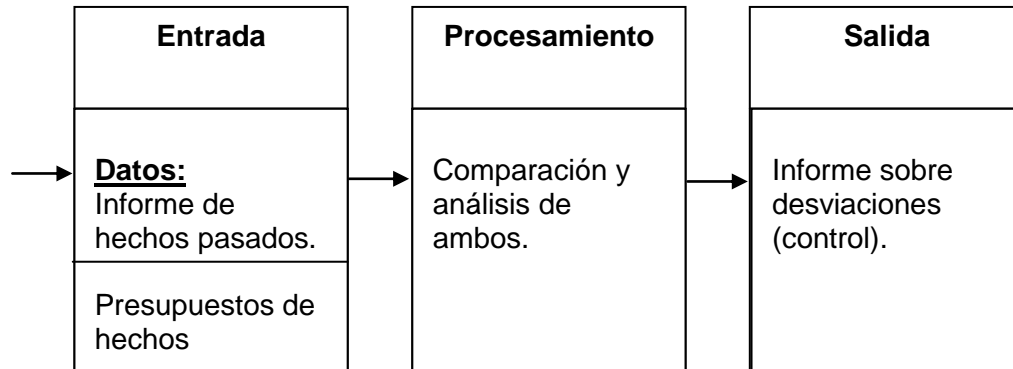 Entrada
Datos:
Informe de
hechos pasados.
Presupuestos de
hechos
Procesamiento
Comparación y
análisis de
ambos.
Salida
Informe sobre
desviaciones
(control).